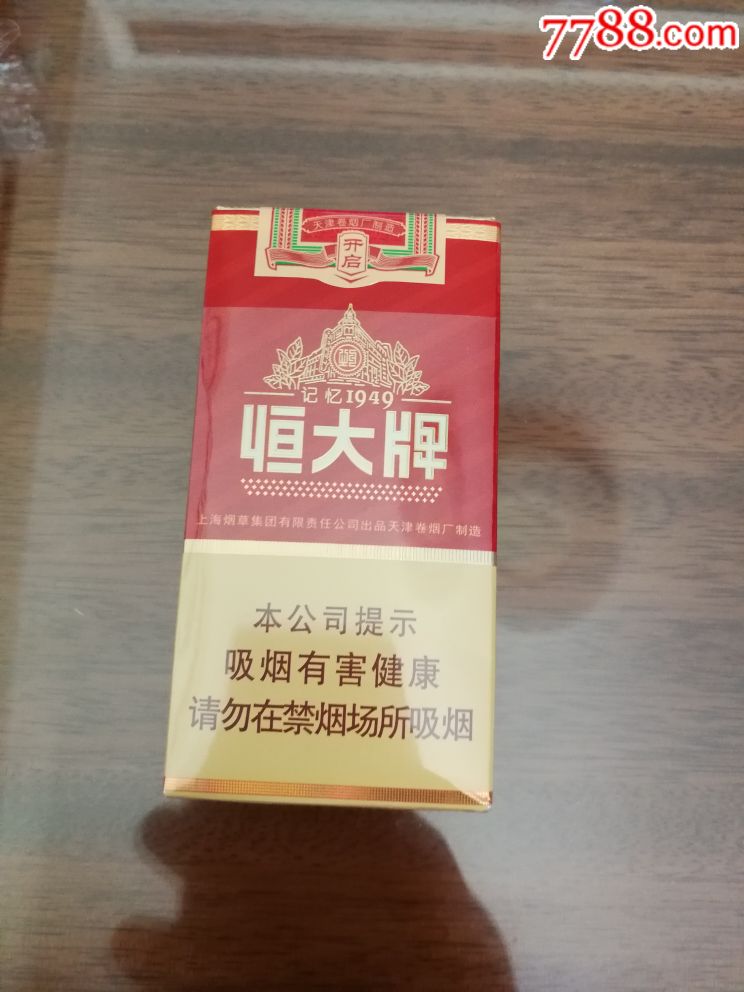 7788.com
天津卷烟厂制造
开启
记忆1949
恒大牌
上海烟草集团有限责任公司出品天津卷烟厂制造
本公司提示
吸烟有害健康
请勿在禁烟场所吸烟